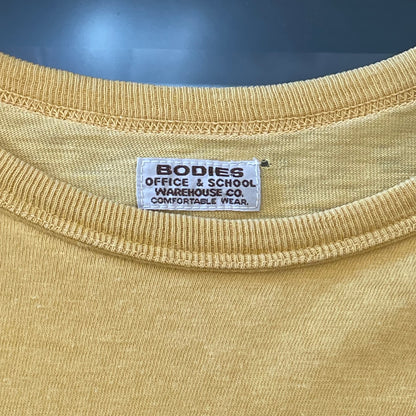 BODIES
OFFICE & SCHOOL
WAREHOUSE CO.
COMFORTABLE WEAR.